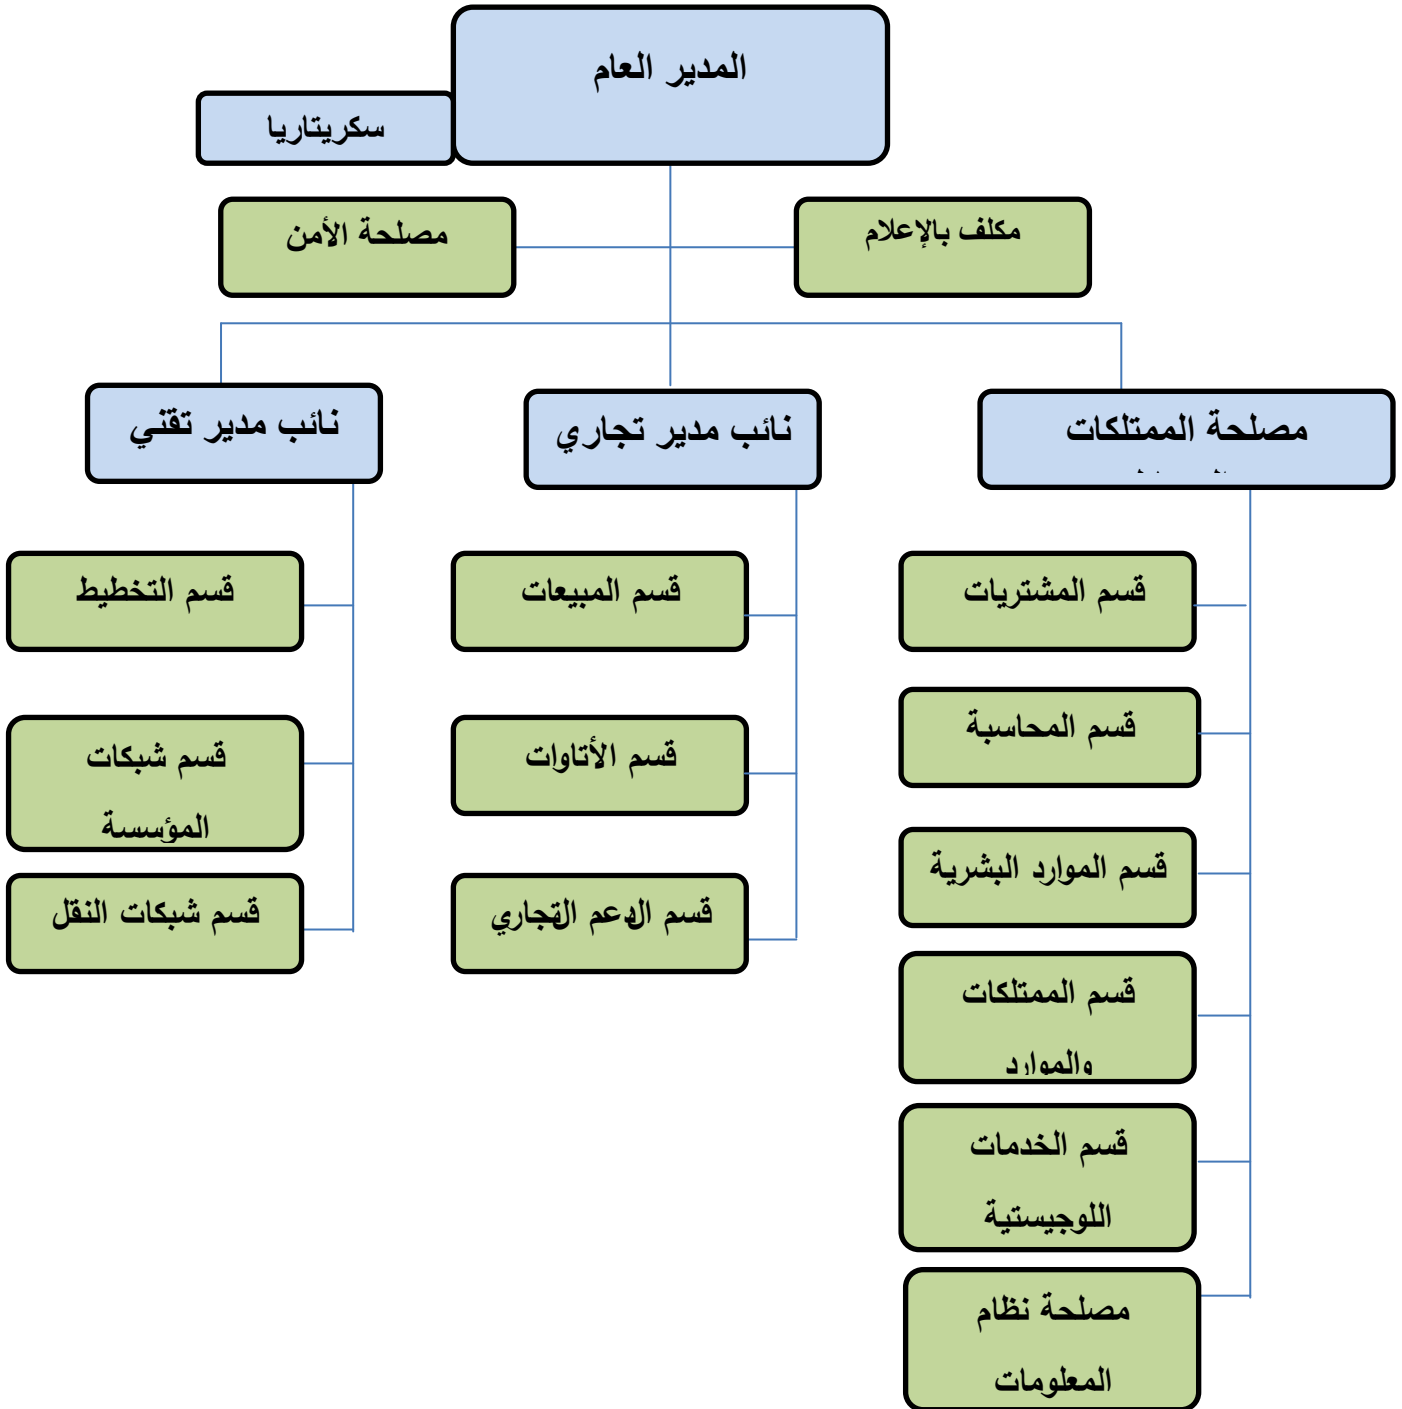 المدير العام
سكريتاريا
مكلف بالإعلام
مصلحة الأمن
مصلحة الممتلكات
نائب مدير تجاري
نائب مدير تقني
قسم المشتريات
قسم المبيعات
قسم التخطيط
قسم المحاسبة
قسم الأتاوات
قسم شبكات
المؤسسة
قسم الموارد البشرية
قسم الدعم التجاري
قسم شبكات النقل
قسم الممتلكات
والموارد
قسم الخدمات
اللوجيستية
مصلحة نظام
المعلومات